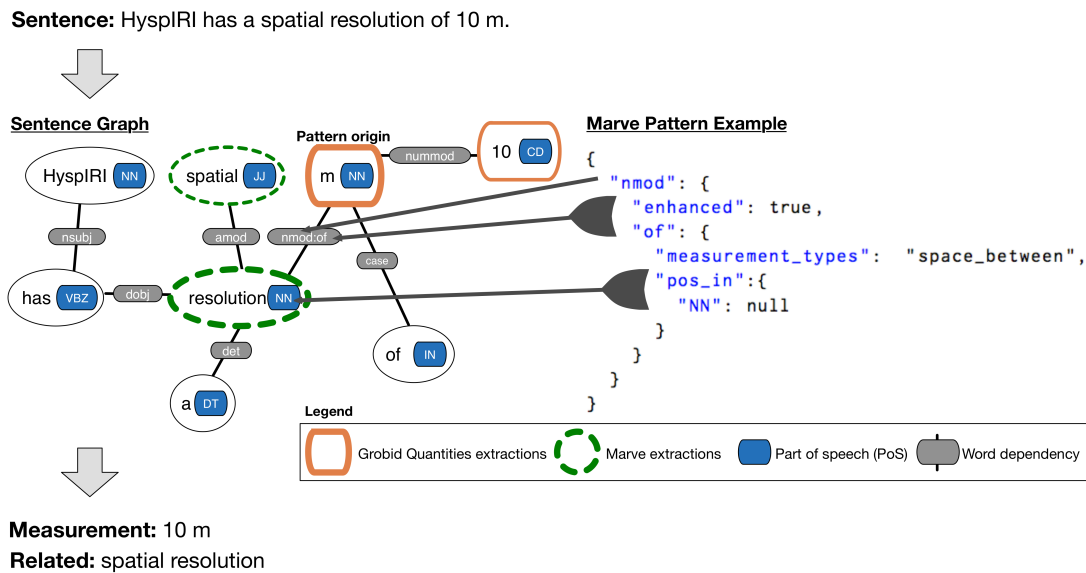 Sentence: HyspIRI has a spatial resolution of 10 m.
Sentence Graph
Pattern origin
Marve Pattern Example
HyspIRI NN
spatial JJ
m NN
nummod
10 CD
nsubj
amod
nmod:of
case
has VBZ
dobj
resolution NN
det
of IN
a DT
{
"nmod": {
"enhanced": true,
"of": {
"measurement_types": "space_between",
"pos_in":{
"NN": null
}
}
}
}
Legend
Grobid Quantities extractions
Marve extractions
Part of speech (PoS)
Word dependency
Measurement: 10 m
Related: spatial resolution